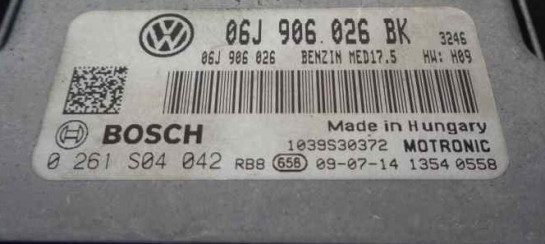 06J 906 026 BK 3246
06J 906 026 BENZIN MED17.5 HW: H09
Made in Hungary
BOSCH 1039S30372 MOTRONIC
0 261 S04 042 RB8 658 09-07-14 1354 0558